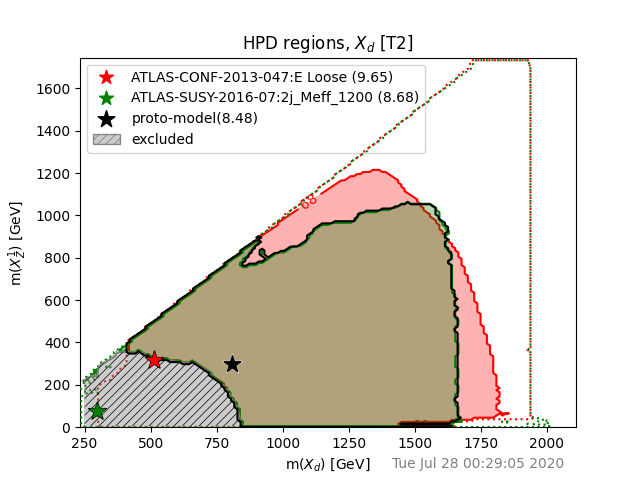 HPD regions, X_d [T2]
ATLAS-CONF-2013-047:E Loose (9.65)
ATLAS-SUSY-2016-07:2j_Meff_1200 (8.68)
proto-model(8.48)
excluded
m(X_Z^1) [GeV]
1600
1400
1200
1000
800
600
400
200
0
250 500 750 1000 1250 1500 1750 2000
m(X_d) [GeV]
Tue Jul 28 00:29:05 2020